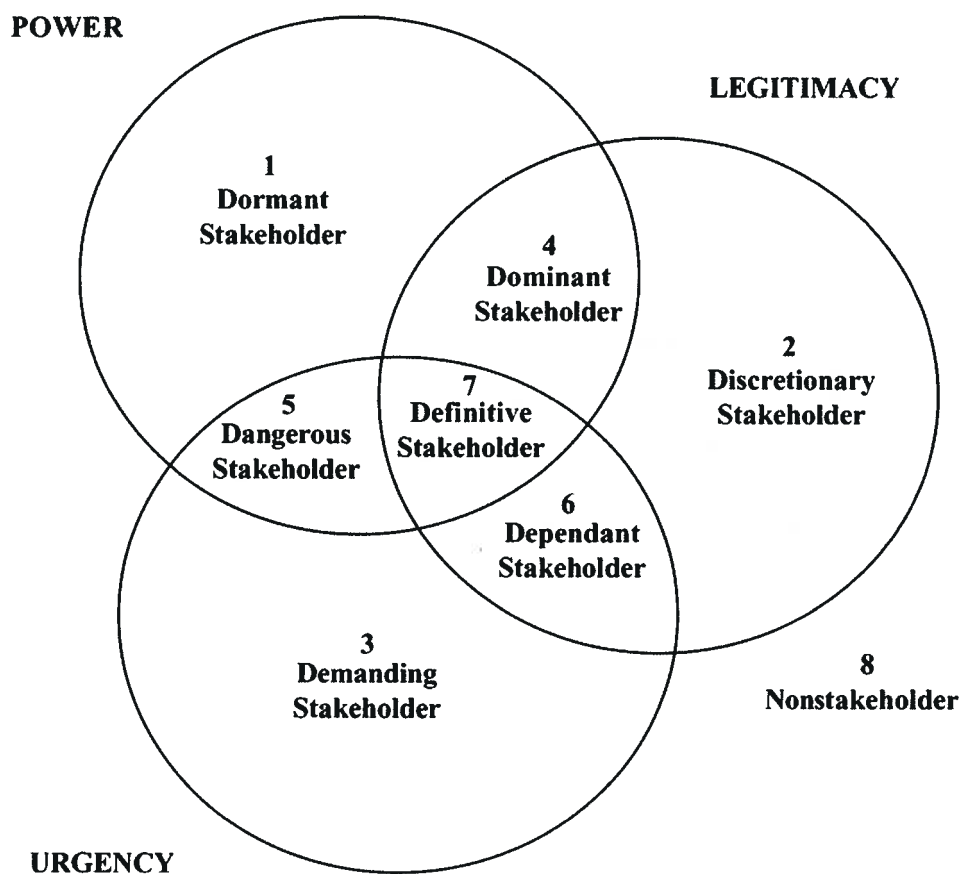 POWER
LEGITIMACY
1
Dormant
Stakeholder
4
Dominant
Stakeholder
2
Discretionary
Stakeholder
5
Dangerous
Stakeholder
7
Definitive
Stakeholder
6
Dependant
Stakeholder
3
Demanding
Stakeholder
8
Nonstakeholder
URGENCY